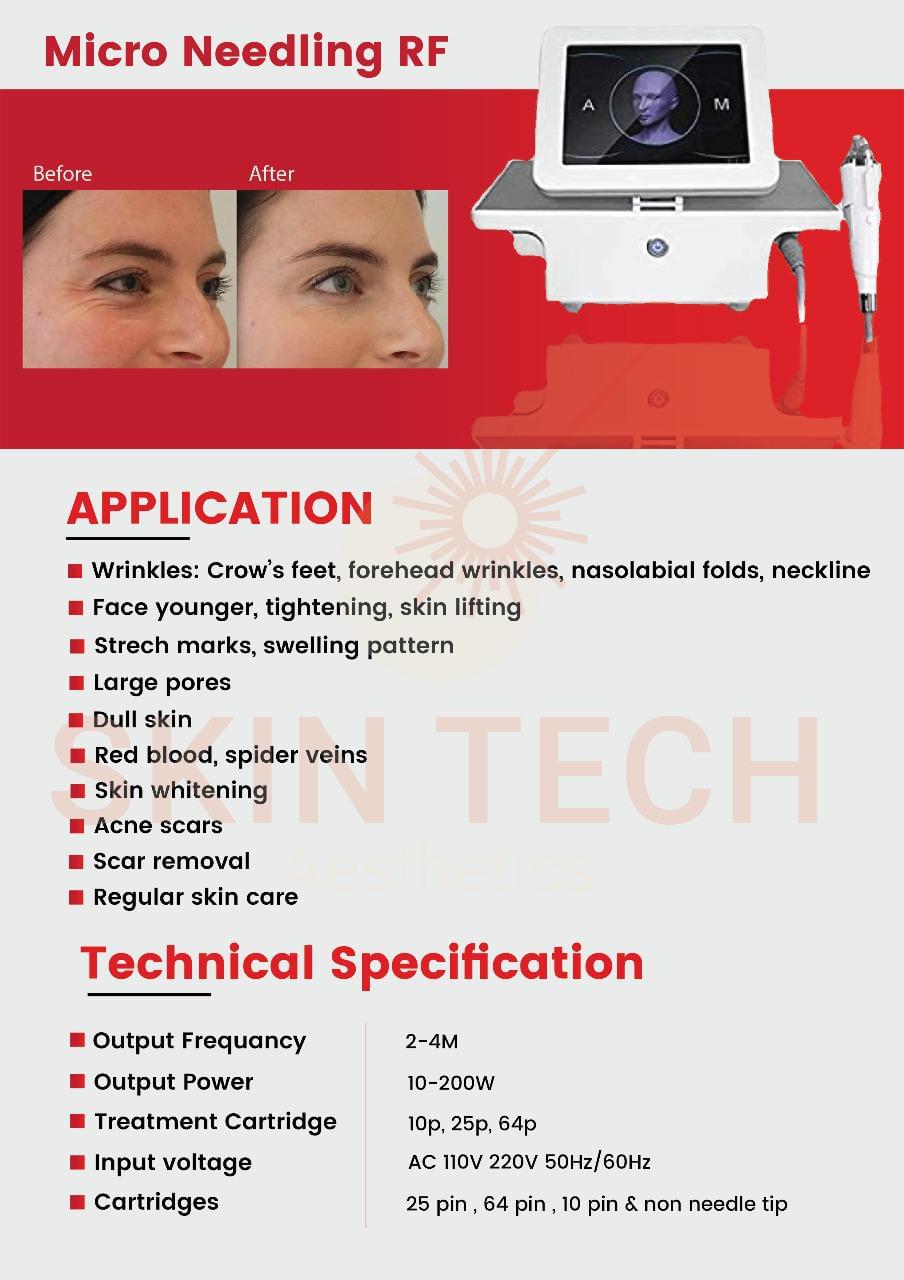 Micro Needling RF
A
M
Before
After
APPLICATION
Wrinkles: Crow's feet, forehead wrinkles, nasolabial folds, neckline
Face younger, tightening, skin lifting
Strech marks, swelling pattern
Large pores
Dull skin
Red blood, spider veins
Skin whitening
Acne scars
Scar removal
Regular skin care
SKIN TECH
Aesthetics
Technical Specification
Output Frequancy 2-4M
Output Power 10-200W
Treatment Cartridge 10p, 25p, 64p
Input voltage AC 110V 220V 50Hz/60Hz
Cartridges 25 pin , 64 pin , 10 pin & non needle tip